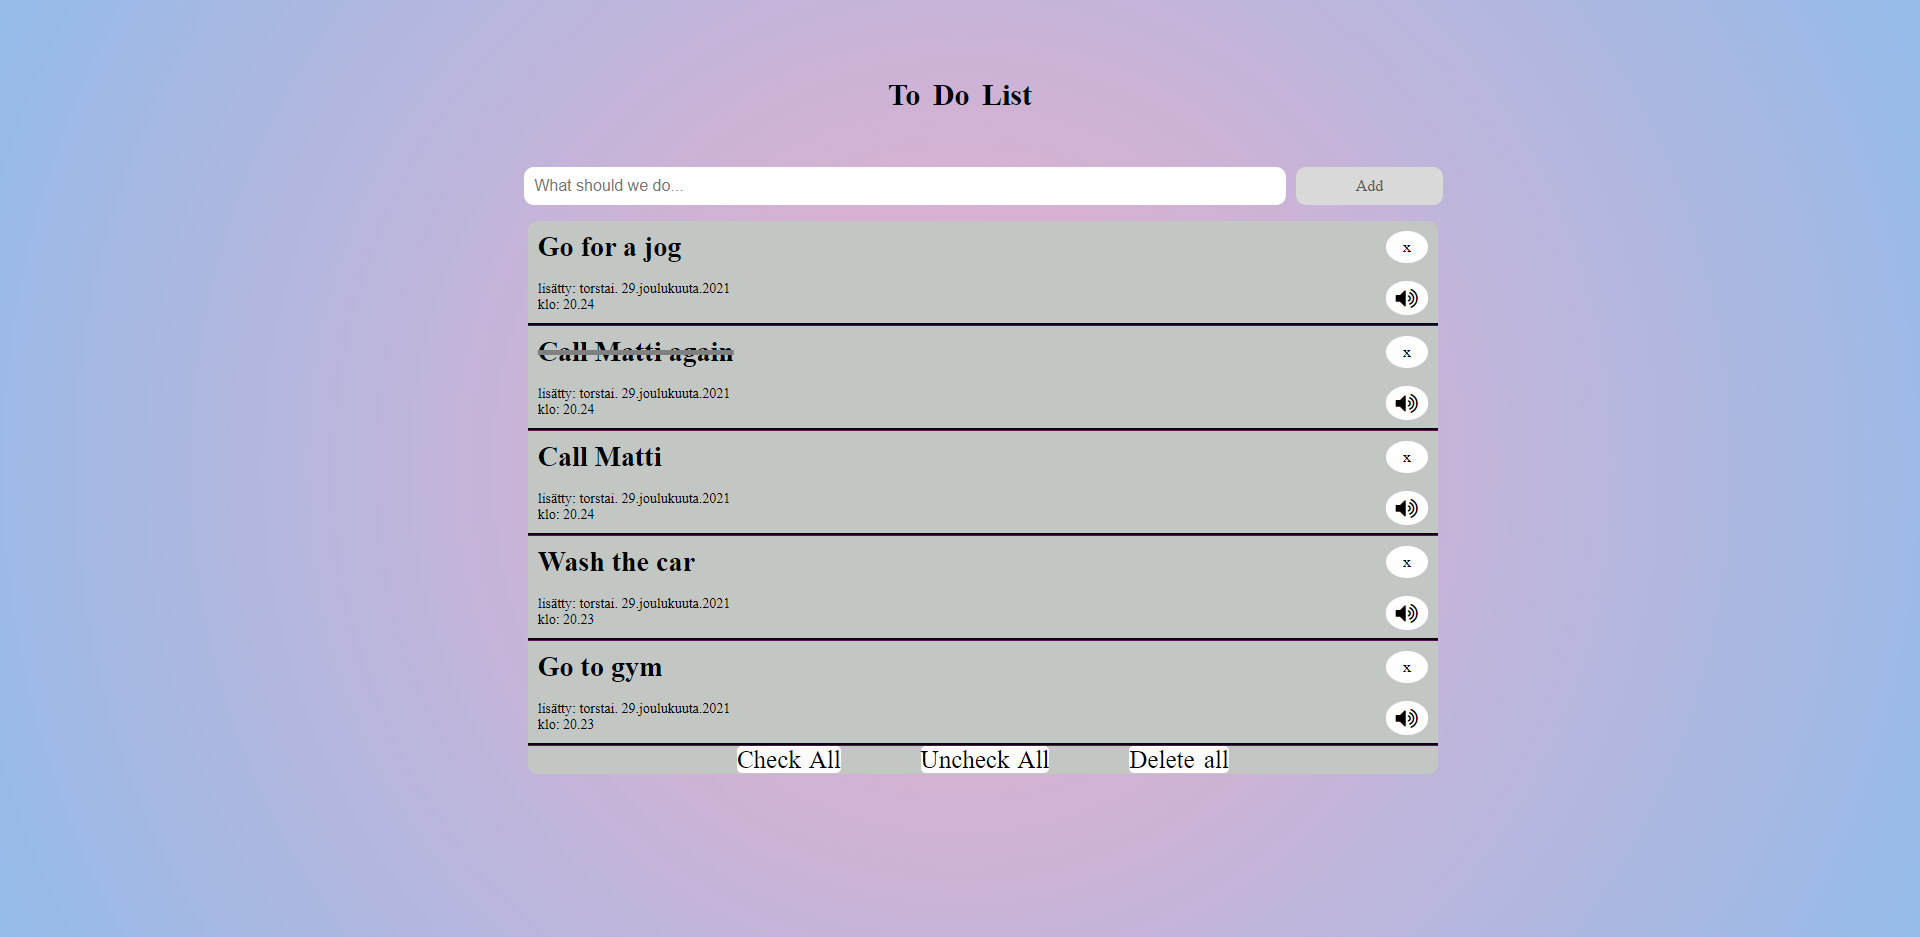 To Do List
What should we do...
Add
Go for a jog
x
lisätty: torstai. 29.joulukuuta.2021
klo: 20.24
Call Matti again
x
lisätty: torstai. 29.joulukuuta.2021
klo: 20.24
Call Matti
x
lisätty: torstai. 29.joulukuuta.2021
klo: 20.24
Wash the car
x
lisätty: torstai. 29.joulukuuta.2021
klo: 20.23
Go to gym
x
lisätty: torstai. 29.joulukuuta.2021
klo: 20.23
Check All
Uncheck All
Delete all